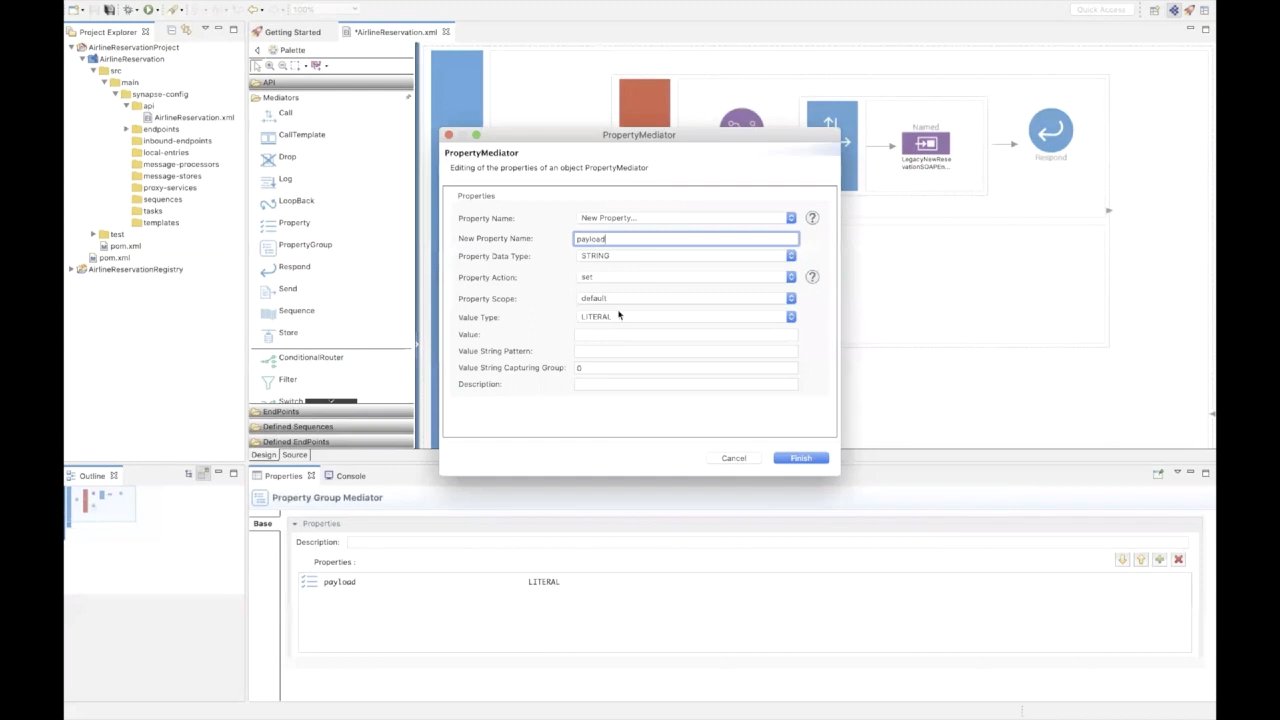 100%
Quick Access
Project Explorer
Getting Started
*AirlineReservation.xml
AirlineReservationProject
AirlineReservation
src
main
synapse-config
api
AirlineReservation.xml
endpoints
inbound-endpoints
local-entries
message-processors
message-stores
proxy-services
sequences
tasks
templates
test
pom.xml
pom.xml
AirlineReservationRegistry
Palette
API
Mediators
Call
CallTemplate
Drop
Log
LoopBack
Property
PropertyGroup
Respond
Send
Sequence
Store
ConditionalRouter
Filter
Switch
EndPoints
Defined Sequences
Defined EndPoints
Design
Source
Named
LegacyNewRese
rvationSOAPEn...
Respond
PropertyMediator
PropertyMediator
Editing of the properties of an object PropertyMediator
Properties
Property Name: New Property...
New Property Name: payload
Property Data Type: STRING
Property Action: set
Property Scope: default
Value Type: LITERAL
Value:
Value String Pattern:
Value String Capturing Group: 0
Description:
Cancel
Finish
Outline
Properties
Console
Property Group Mediator
Base
Properties
Description:
Properties :
payload LITERAL